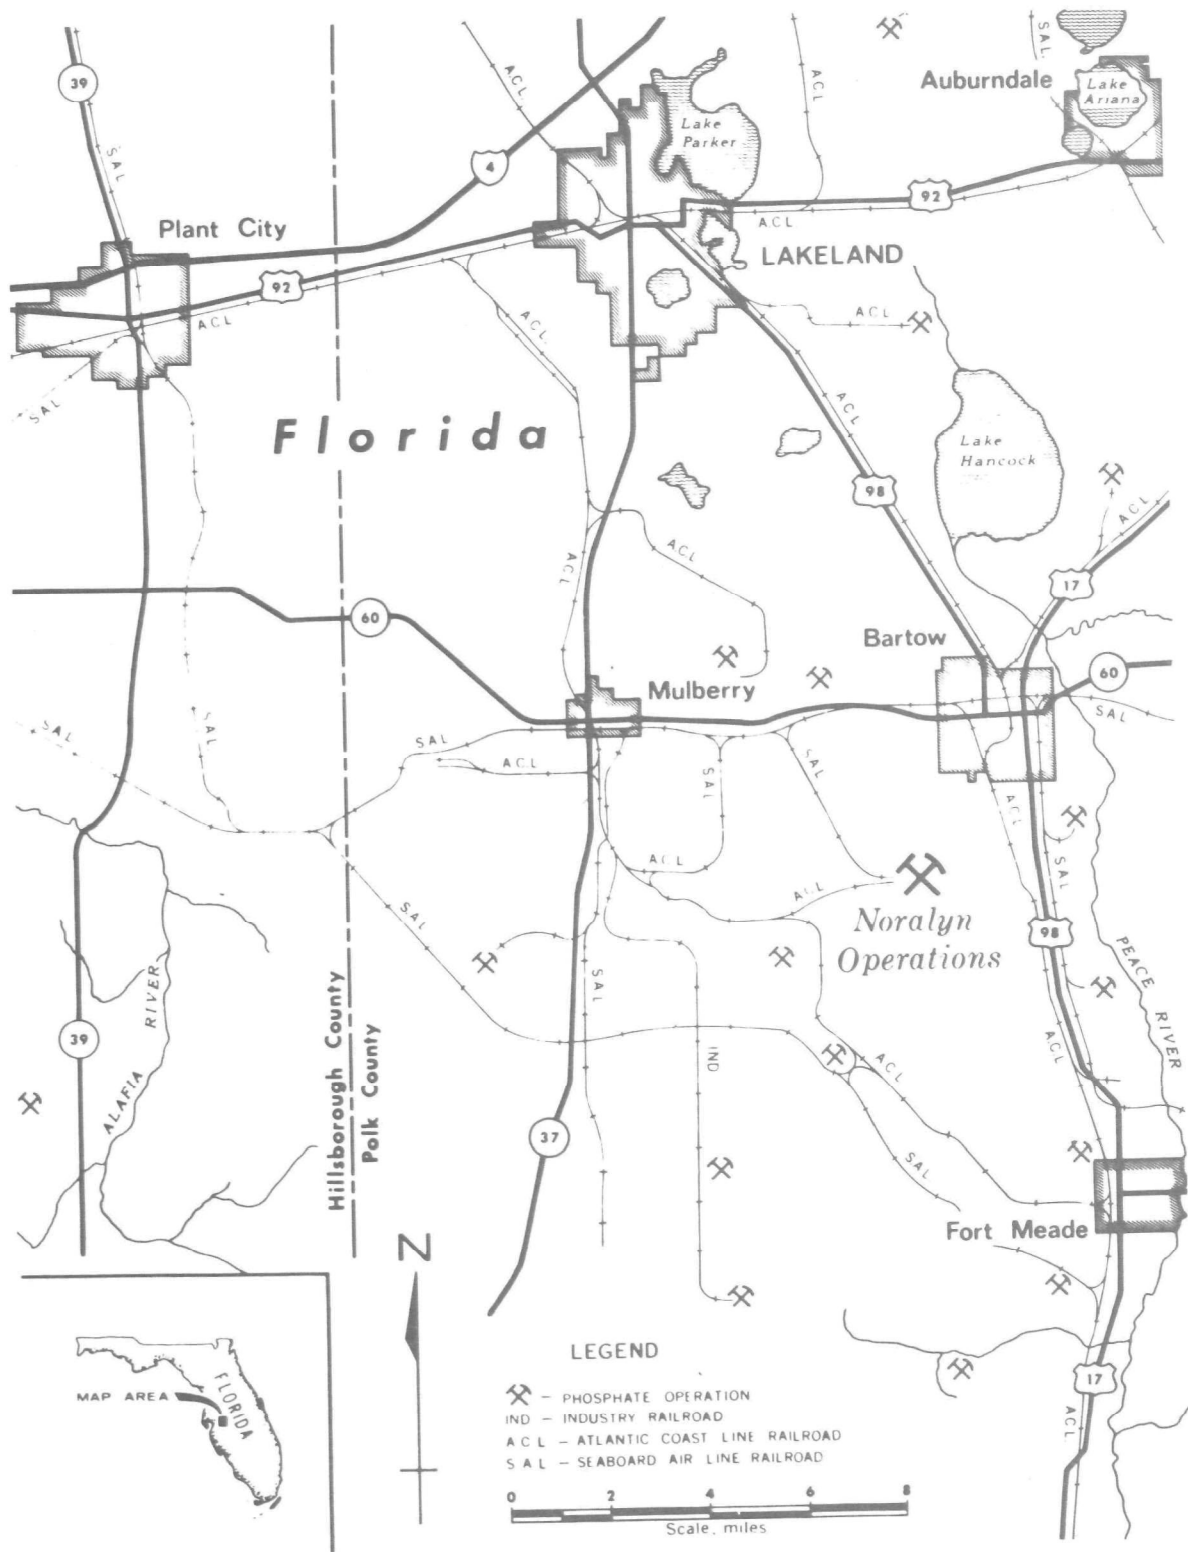 39
SAL
ACL
4
Lake
Parker
ACL
SAL
Auburndale
Lake
Ariana
Plant City
92
ACL
92
ACL
LAKELAND
SAL
ACL
ACL
Florida
ACL
98
Lake
Hancock
ACL
ACL
ACL
17
60
Bartow
Mulberry
60
SAL
SAL
SAL
SAL
ACL
SAL
SAL
ACL
ACL
SAL
ACL
Noralyn
Operations
SAL
98
PEACE
RIVER
ALAFIA
RIVER
39
Hillsborough County
Polk County
SAL
IND
ACL
ACL
37
SAL
Fort Meade
N
17
ACL
MAP AREA
FLORIDA
LEGEND
– PHOSPHATE OPERATION
IND – INDUSTRY RAILROAD
ACL – ATLANTIC COAST LINE RAILROAD
SAL – SEABOARD AIR LINE RAILROAD
0 2 4 6 8
Scale, miles